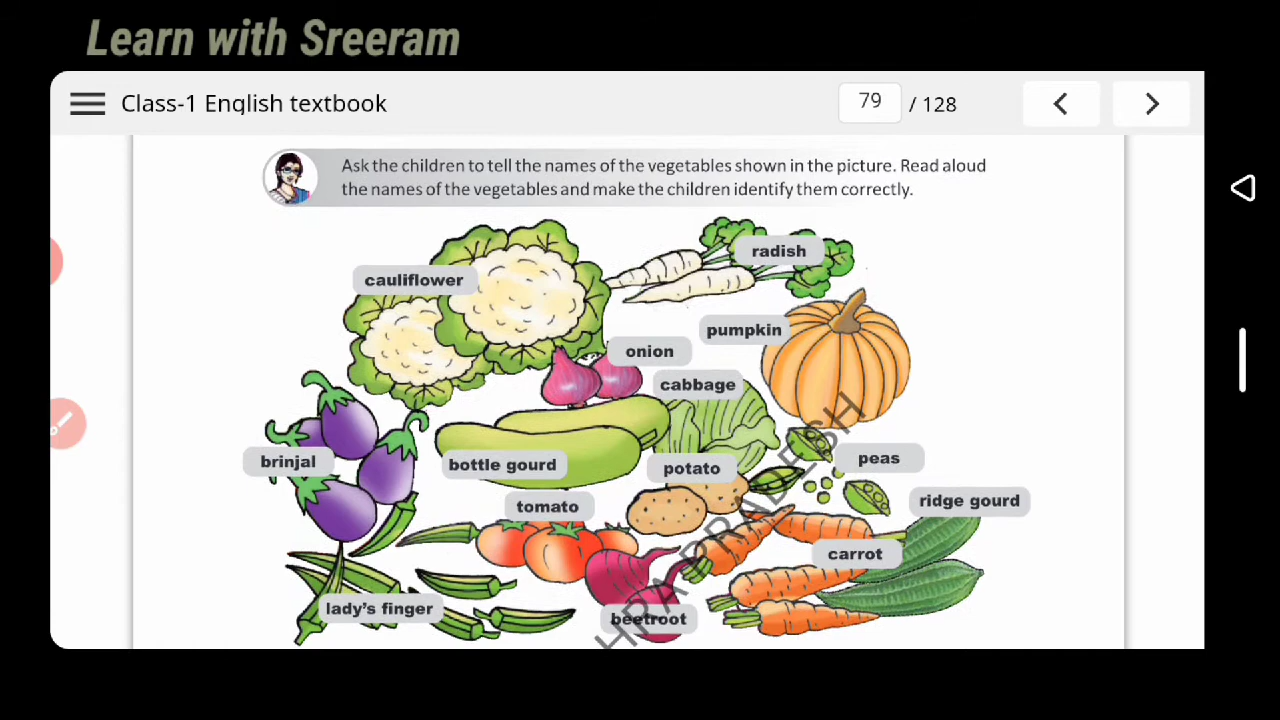 Learn with Sreeram
Class-1 English textbook
79 / 128
Ask the children to tell the names of the vegetables shown in the picture. Read aloud
the names of the vegetables and make the children identify them correctly.
radish
cauliflower
pumpkin
onion
cabbage
brinjal
bottle gourd
potato
peas
ridge gourd
tomato
carrot
lady's finger
beetroot
HRA PRADESH